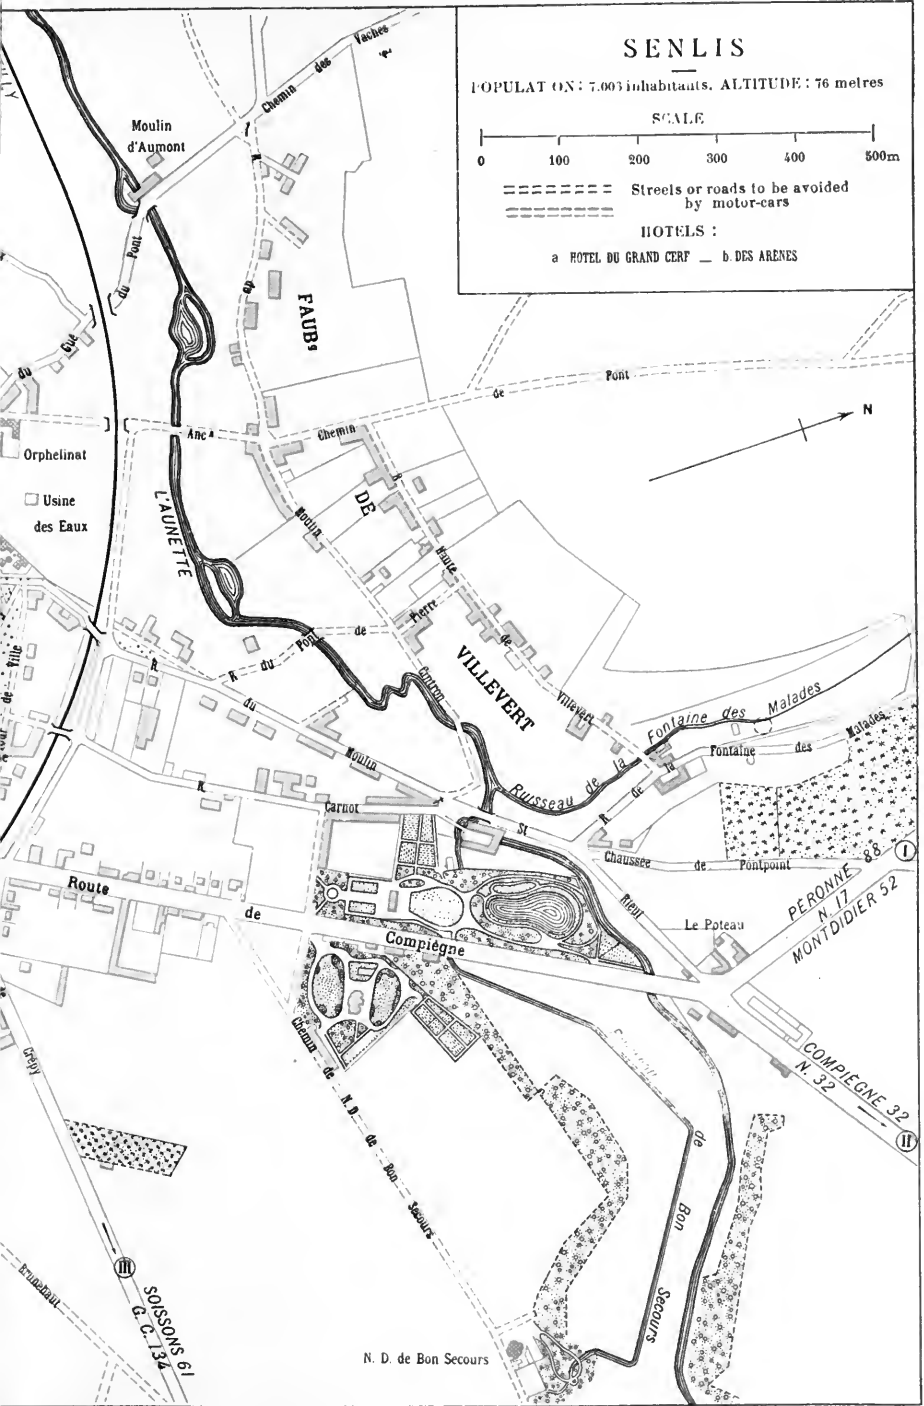 SENLIS
POPULATION: 7.003 inhabitants. ALTITUDE: 76 metres
SCALE
0 100 200 300 400 500m
Streets or roads to be avoided
by motor-cars
HOTELS :
a HOTEL DU GRAND CERF _ b. DES ARÈNES
Chemin des Vaches
Moulin
d'Aumont
R. du Moulin Cantron
du Pont
du Gué
FAUBg
DE
VILLEVERT
N
Anc.n Chemin de Pont
Orphelinat
Usine
des Eaux
L'AUNETTE
R. Haute de Villevert
R. du Pont de Pierre
R. du Moulin St Rieul
Ruisseau de la Fontaine des Malades
R. de la Fontaine des Malades
R. Carnot
de Ville
Chaussée de Pontpoint
I
PERONNE 88
N. 17
MONTDIDIER 52
Le Poteau
Route de Compiègne
COMPIÈGNE 32
N. 32
II
Chemin de N. D. de Bon Secours
de Bon Secours
Crépy
III
SOISSONS 61
G. C. 134
Brunehaut
N. D. de Bon Secours